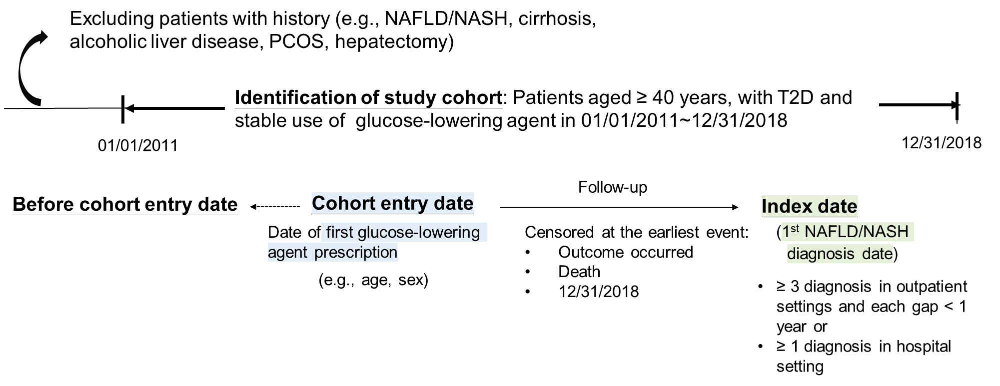 Excluding patients with history (e.g., NAFLD/NASH, cirrhosis,
alcoholic liver disease, PCOS, hepatectomy)
Identification of study cohort: Patients aged ≥ 40 years, with T2D and
stable use of glucose-lowering agent in 01/01/2011~12/31/2018
01/01/2011
12/31/2018
Before cohort entry date
Cohort entry date
Date of first glucose-lowering
agent prescription
(e.g., age, sex)
Follow-up
Censored at the earliest event:
• Outcome occurred
• Death
• 12/31/2018
Index date
(1st NAFLD/NASH
diagnosis date)
• ≥ 3 diagnosis in outpatient
settings and each gap < 1
year or
• ≥ 1 diagnosis in hospital
setting